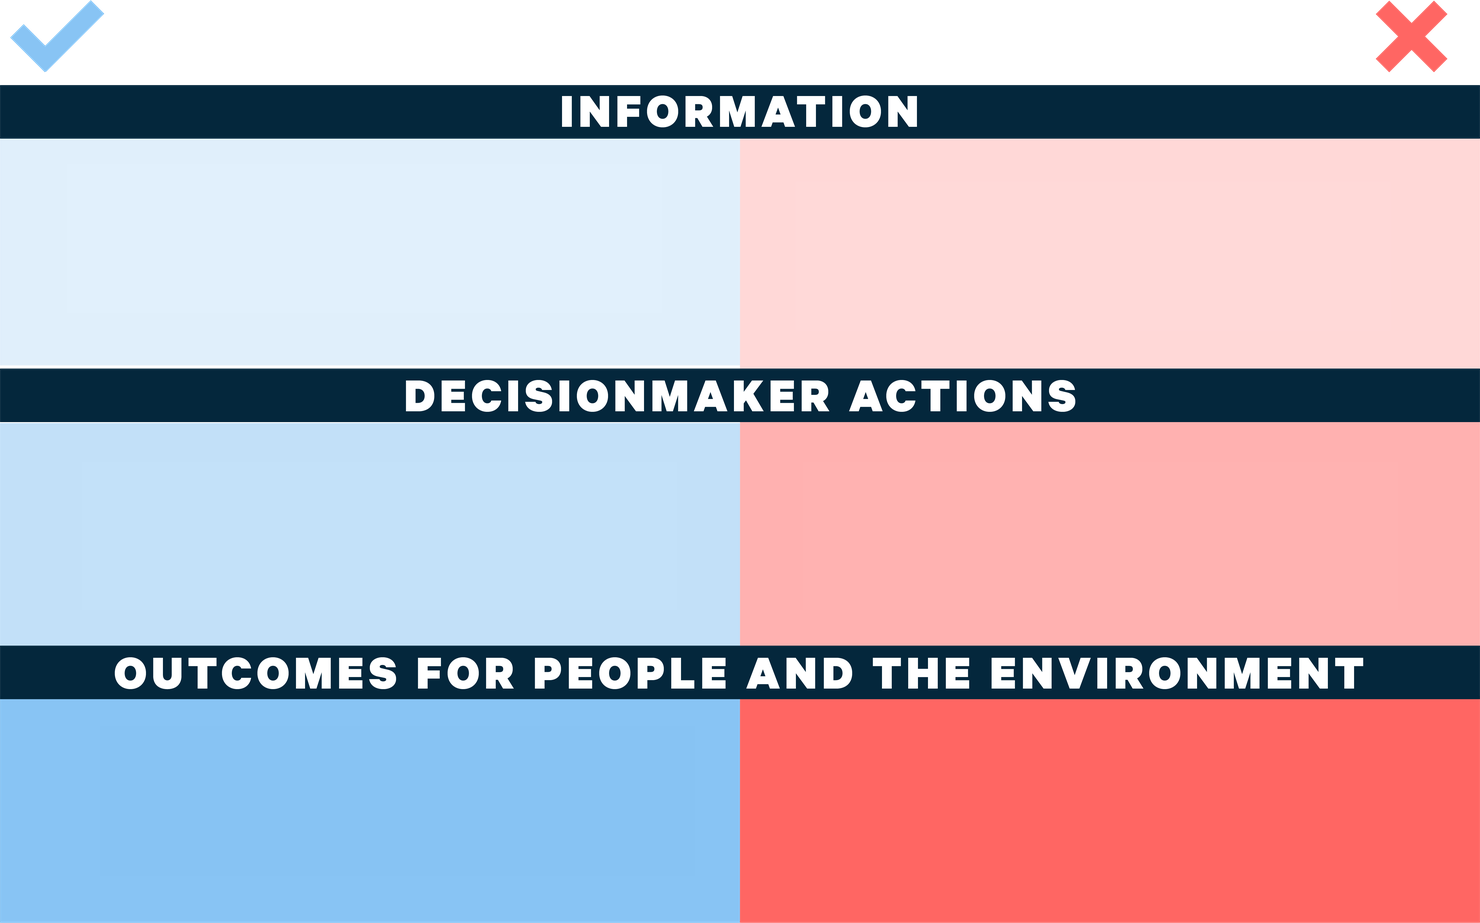 INFORMATION
DECISIONMAKER ACTIONS
OUTCOMES FOR PEOPLE AND THE ENVIRONMENT